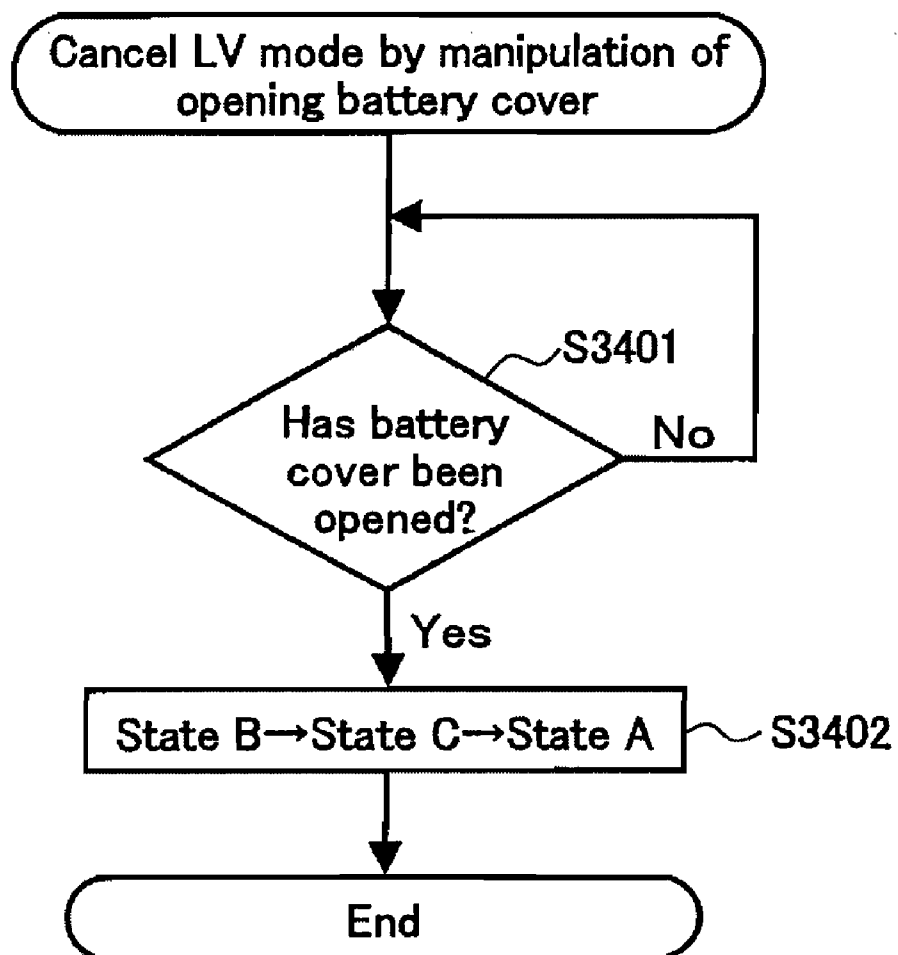 Cancel LV mode by manipulation of
opening battery cover
S3401
Has battery
cover been
opened?
No
Yes
State B→State C→State A
S3402
End